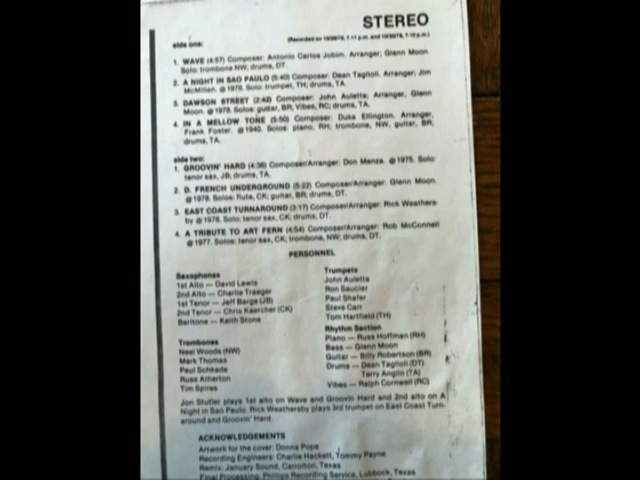 STEREO
(Recorded on 10/29/78, 7-11 p.m. and 10/30/78, 7-10 p.m.)
side one:
1. WAVE (4:57) Composer: Antonio Carlos Jobim. Arranger; Glenn Moon.
Solo: trombone NW; drums, DT.
2. A NIGHT IN SAO PAULO (5:40) Composer: Dean Taglioli. Arranger; Jim
McMillen. @ 1978. Solo: trumpet, TH; drums, TA.
3. DAWSON STREET (2:42) Composer: John Auletta; Arranger, Glenn
Moon. @ 1978. Solos: guitar, BR; Vibes, RC; drums, TA.
4. IN A MELLOW TONE (5:50) Composer: Duke Ellington. Arranger;
Frank Foster. @ 1940. Solos: piano, RH; trombone, NW, guitar, BR;
drums, TA.
side two:
1. GROOVIN' HARD (4:36) Composer/Arranger; Don Menza. @ 1975. Solo:
tenor sax, JB; drums, TA.
2. D. FRENCH UNDERGROUND (5:22) Composer/Arranger: Glenn Moon.
@ 1978. Solos: flute, CK; guitar, BR; drums, DT.
3. EAST COAST TURNAROUND (3:17) Composer/Arranger: Rick Weathers-
by @ 1978. Solo: tenor sax, CK; drums, DT.
4. A TRIBUTE TO ART FERN (4:54) Composer/Arranger: Rob McConnell
@ 1977. Solos: tenor sax, CK; trombone, NW; drums, DT.
PERSONNEL
Saxophones
1st Alto — David Lewis
2nd Alto — Charlie Traeger
1st Tenor — Jeff Barge (JB)
2nd Tenor — Chris Kaercher (CK)
Baritone — Keith Stone
Trombones
Neel Woods (NW)
Mark Thomas
Paul Schkade
Russ Atherton
Tim Spires
Trumpets
John Auletta
Ron Saucier
Paul Shafer
Steve Carr
Tom Hartfield (TH)
Rhythm Section
Piano — Russ Hoffman (RH)
Bass — Glenn Moon
Guitar — Billy Robertson (BR)
Drums — Dean Taglioli (DT)
Terry Anglin (TA)
Vibes — Ralph Cornwell (RC)
Jon Stutler plays 1st alto on Wave and Groovin Hard and 2nd alto on A
Night in Sao Paulo. Rick Weathersby plays 3rd trumpet on East Coast Turn-
around and Groovin' Hard.
ACKNOWLEDGEMENTS
Artwork for the cover: Donna Pope
Recording Engineers: Charlie Hackett, Tommy Payne
Remix: January Sound, Carrolton, Texas
Final Processing: Phillips Recording Service, Lubbock, Texas